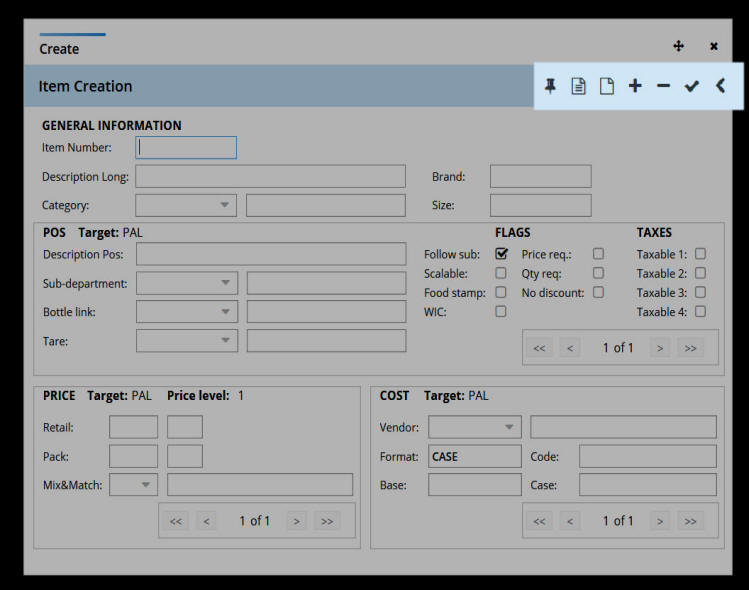 Create
Item Creation
GENERAL INFORMATION
Item Number:
Description Long:
Brand:
Category:
Size:
POS Target: PAL
FLAGS
TAXES
Description Pos:
Follow sub:
Price req.:
Taxable 1:
Sub-department:
Scalable:
Qty req:
Taxable 2:
Food stamp:
No discount:
Taxable 3:
Bottle link:
WIC:
Taxable 4:
Tare:
<< < 1 of 1 > >>
PRICE Target: PAL Price level: 1
COST Target: PAL
Retail:
Vendor:
Pack:
Format: CASE
Code:
Mix&Match:
Base:
Case:
<< < 1 of 1 > >>
<< < 1 of 1 > >>